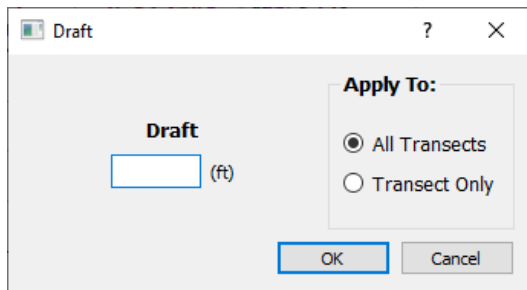 Draft
?
Apply To:
Draft
(ft)
All Transects
Transect Only
OK
Cancel